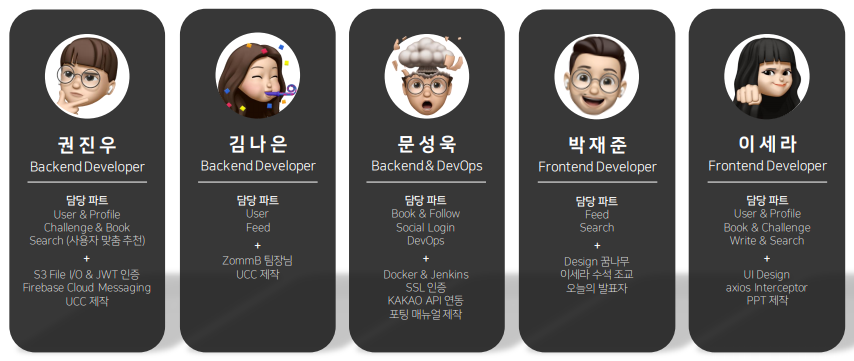 권진우
Backend Developer
담당 파트
User & Profile
Challenge & Book
Search (사용자 맞춤 추천)
+
S3 File I/O & JWT 인증
Firebase Cloud Messaging
UCC 제작
김나은
Backend Developer
담당 파트
User
Feed
+
ZommB 팀장님
UCC 제작
문성욱
Backend & DevOps
담당 파트
Book & Follow
Social Login
DevOps
+
Docker & Jenkins
SSL 인증
KAKAO API 연동
포팅 매뉴얼 제작
박재준
Frontend Developer
담당 파트
Feed
Search
+
Design 꿈나무
이세라 수석 조교
오늘의 발표자
이세라
Frontend Developer
담당 파트
User & Profile
Book & Challenge
Write & Search
+
UI Design
axios Interceptor
PPT 제작